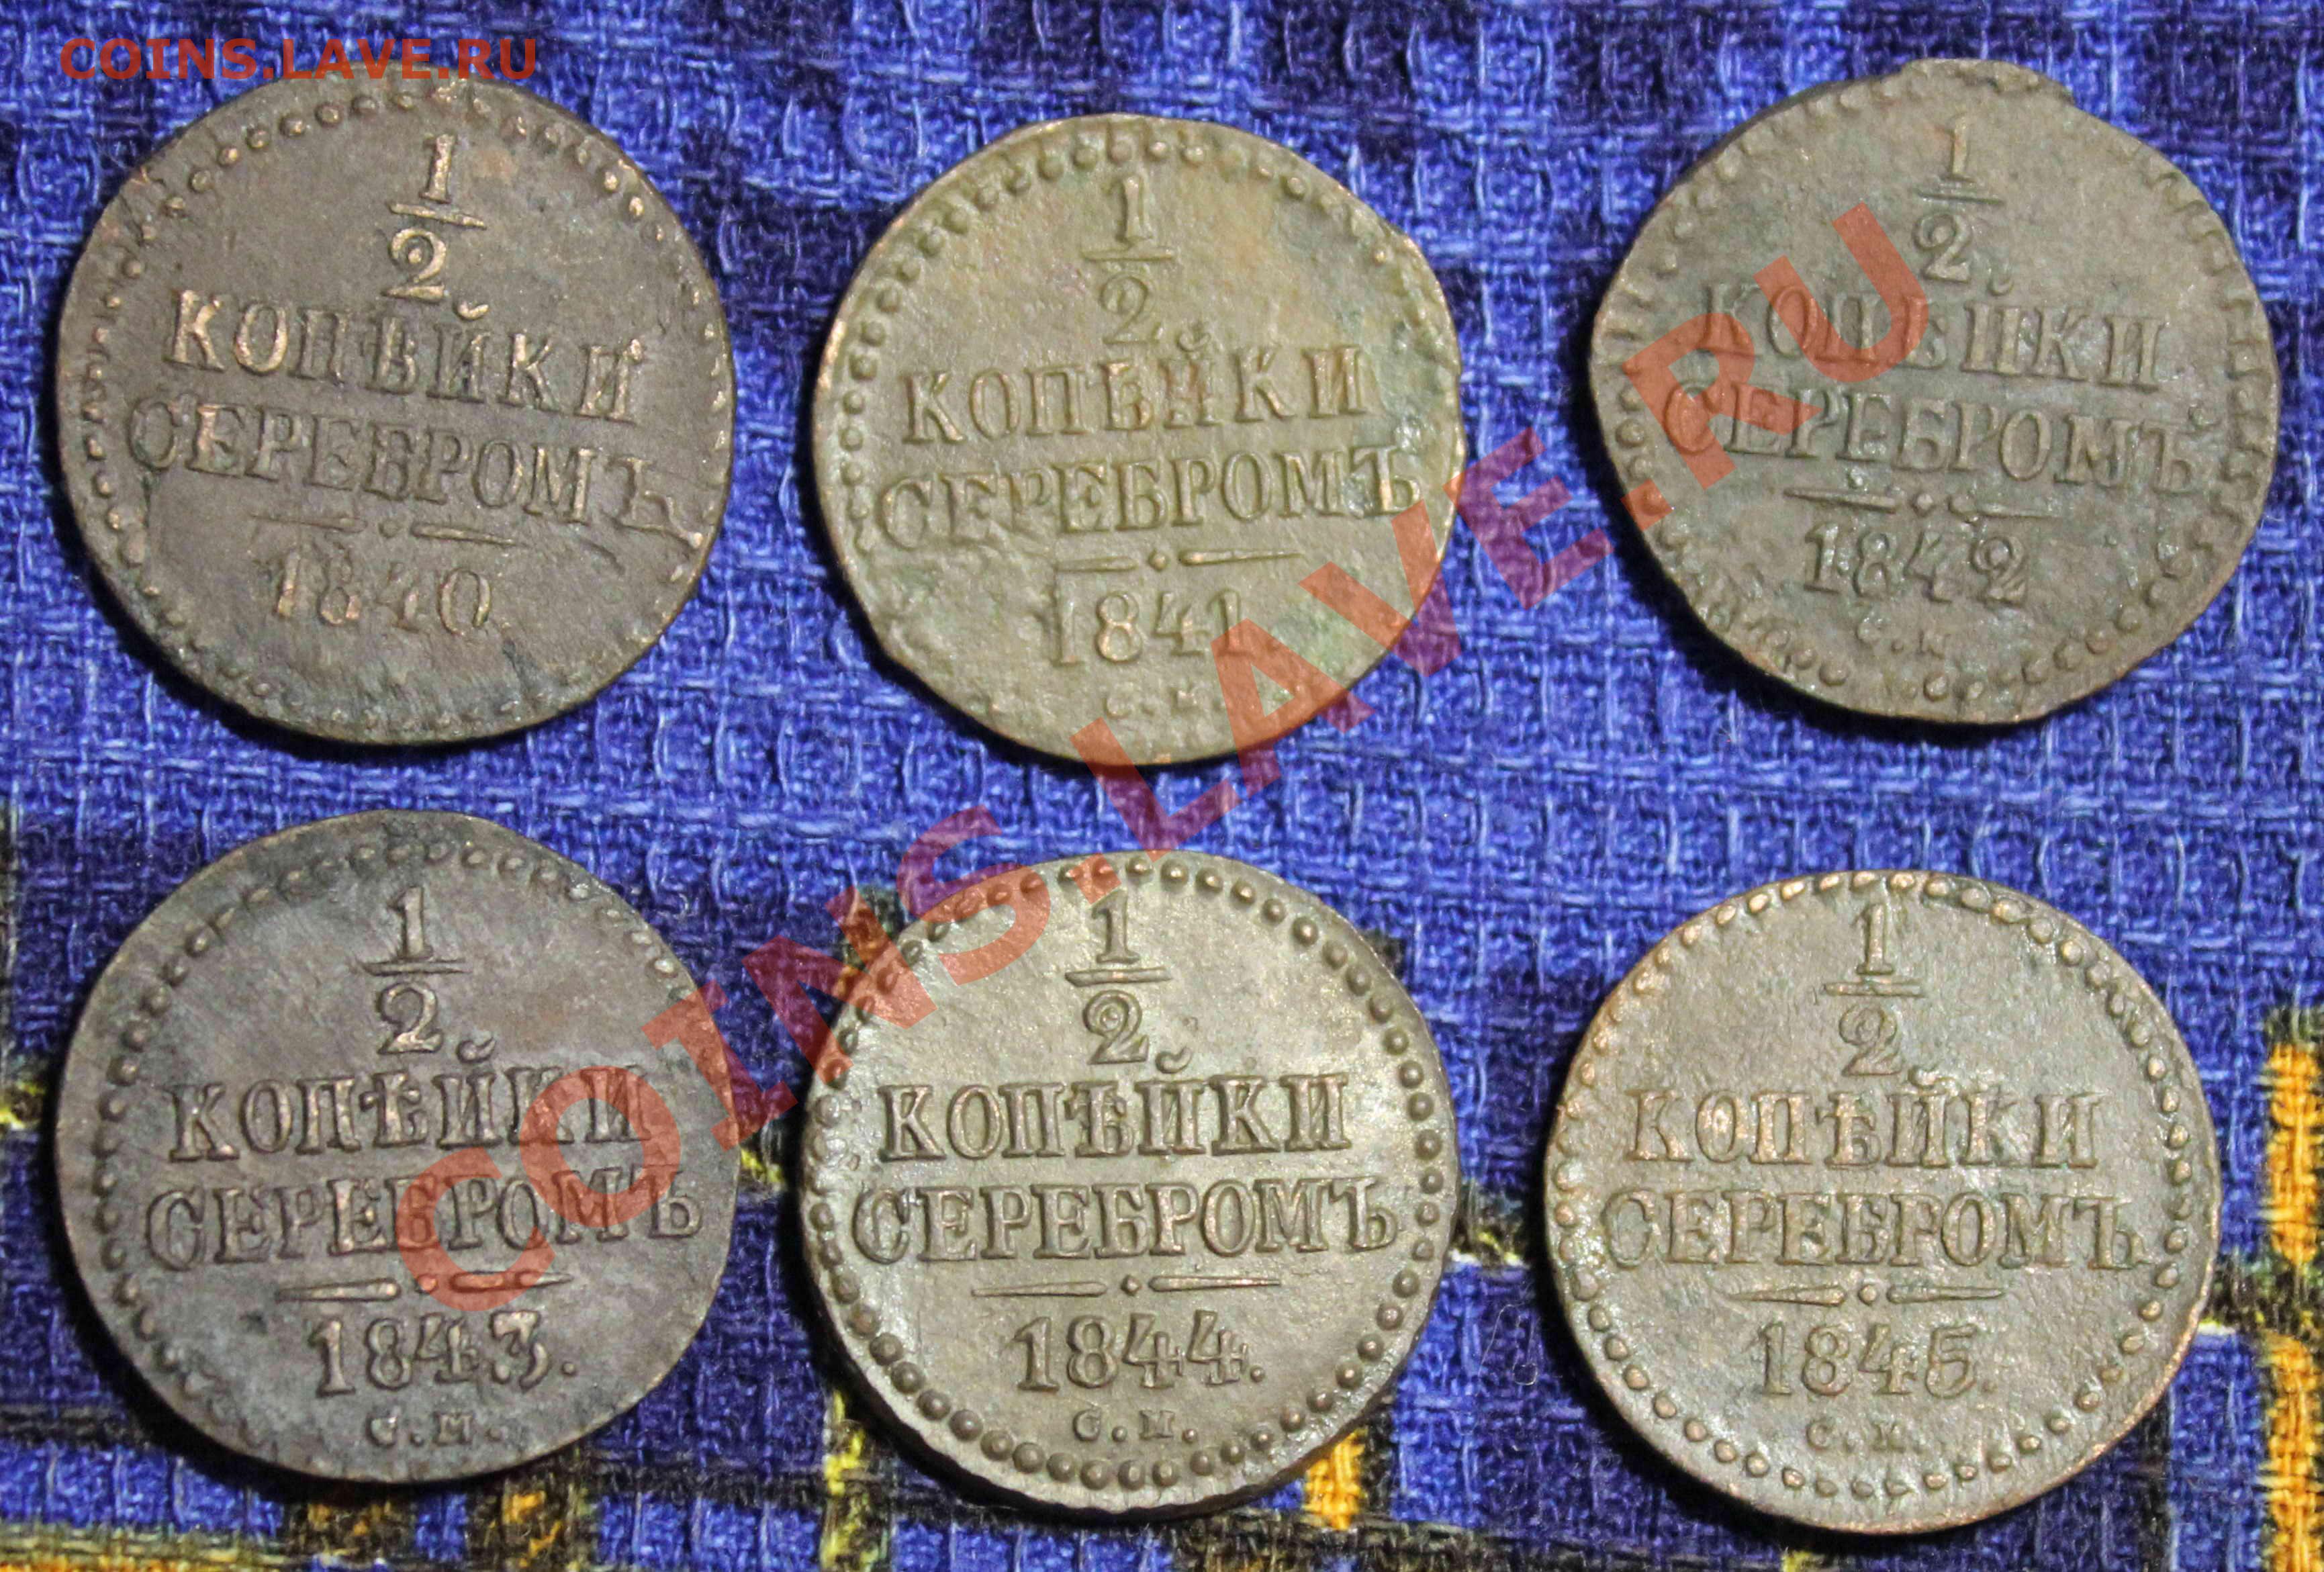 COINS.LAVE.RU
1
2
КОПѢЙКИ
СЕРЕБРОМЪ
1840.
1
2.
КОПѢЙКИ
СЕРЕБРОМЪ
1841.
С.М.
1
2
КОПѢЙКИ
СЕРЕБРОМЪ
1842
С.М
1
2
КОПѢЙКИ
СЕРЕБРОМЪ
1843.
С.М.
1
2.
КОПѢЙКИ
СЕРЕБРОМЪ
1844.
С.М.
1
2.
КОПѢЙКИ
СЕРЕБРОМЪ
1845.
С.М.
COINS.LAVE.RU